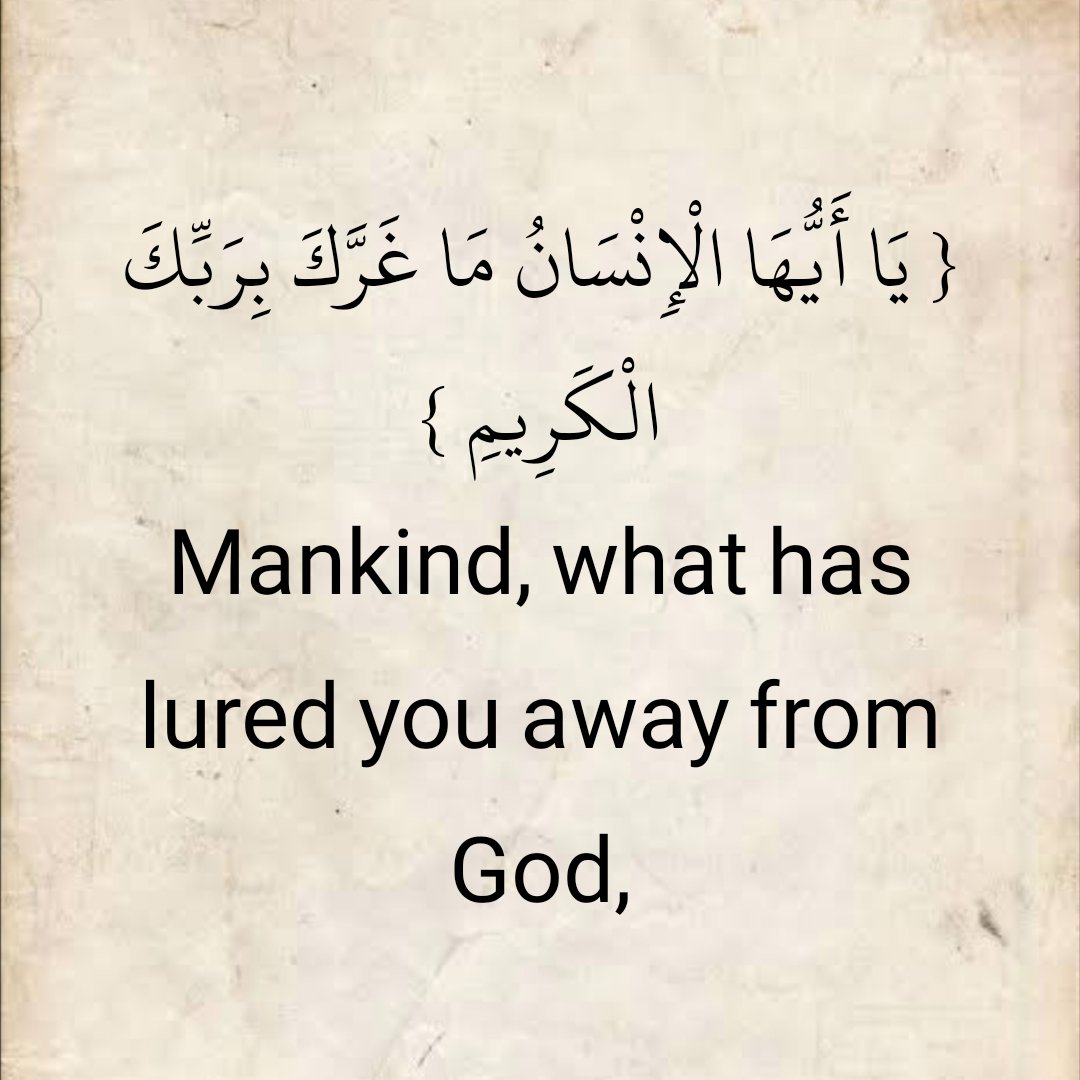 { يَا أَيُّهَا الْإِنْسَانُ مَا غَرَّكَ بِرَبِّكَ
الْكَرِيمِ }
Mankind, what has
lured you away from
God,